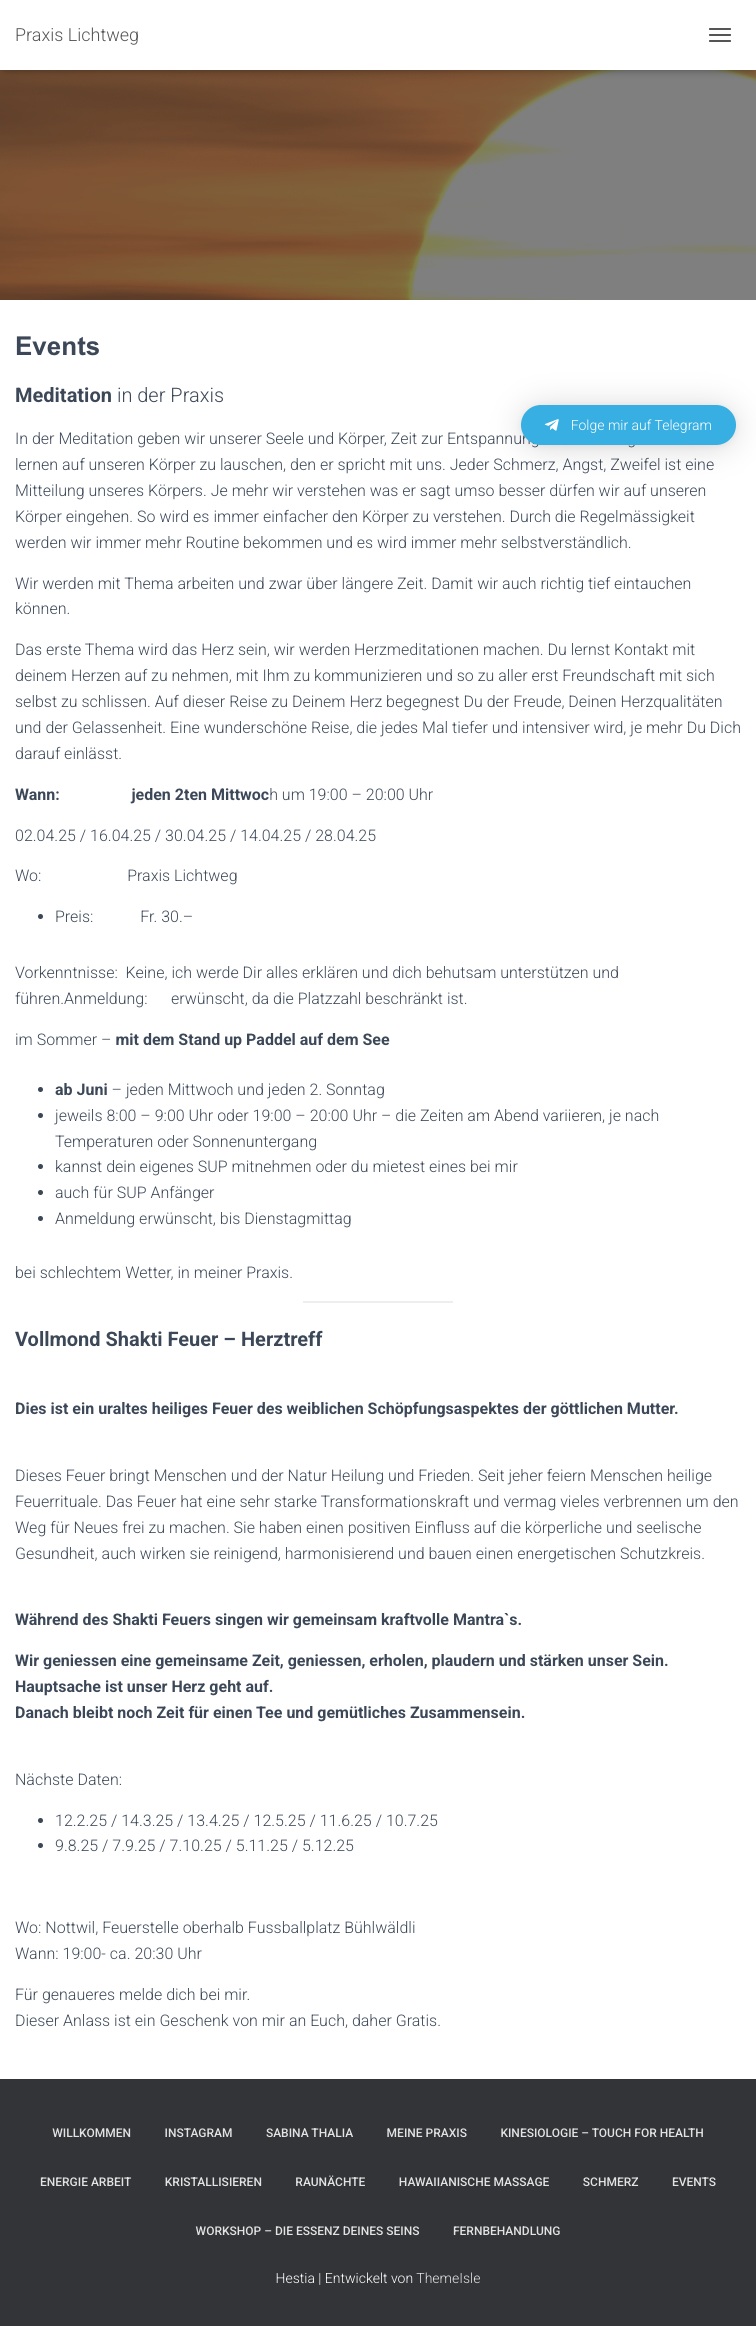 Praxis Lichtweg
Events
Meditation in der Praxis
Folge mir auf Telegram
In der Meditation geben wir unserer Seele und Körper, Zeit zur Entspannung
lernen auf unseren Körper zu lauschen, den er spricht mit uns. Jeder Schmerz, Angst, Zweifel ist eine
Mitteilung unseres Körpers. Je mehr wir verstehen was er sagt umso besser dürfen wir auf unseren
Körper eingehen. So wird es immer einfacher den Körper zu verstehen. Durch die Regelmässigkeit
werden wir immer mehr Routine bekommen und es wird immer mehr selbstverständlich.
Wir werden mit Thema arbeiten und zwar über längere Zeit. Damit wir auch richtig tief eintauchen
können.
Das erste Thema wird das Herz sein, wir werden Herzmeditationen machen. Du lernst Kontakt mit
deinem Herzen auf zu nehmen, mit Ihm zu kommunizieren und so zu aller erst Freundschaft mit sich
selbst zu schlissen. Auf dieser Reise zu Deinem Herz begegnest Du der Freude, Deinen Herzqualitäten
und der Gelassenheit. Eine wunderschöne Reise, die jedes Mal tiefer und intensiver wird, je mehr Du Dich
darauf einlässt.
Wann: jeden 2ten Mittwoch um 19:00 – 20:00 Uhr
02.04.25 / 16.04.25 / 30.04.25 / 14.04.25 / 28.04.25
Wo: Praxis Lichtweg
• Preis: Fr. 30.–
Vorkenntnisse: Keine, ich werde Dir alles erklären und dich behutsam unterstützen und
führen.Anmeldung: erwünscht, da die Platzzahl beschränkt ist.
im Sommer – mit dem Stand up Paddel auf dem See
• ab Juni – jeden Mittwoch und jeden 2. Sonntag
• jeweils 8:00 – 9:00 Uhr oder 19:00 – 20:00 Uhr – die Zeiten am Abend variieren, je nach
Temperaturen oder Sonnenuntergang
• kannst dein eigenes SUP mitnehmen oder du mietest eines bei mir
• auch für SUP Anfänger
• Anmeldung erwünscht, bis Dienstagmittag
bei schlechtem Wetter, in meiner Praxis.
Vollmond Shakti Feuer – Herztreff
Dies ist ein uraltes heiliges Feuer des weiblichen Schöpfungsaspektes der göttlichen Mutter.
Dieses Feuer bringt Menschen und der Natur Heilung und Frieden. Seit jeher feiern Menschen heilige
Feuerrituale. Das Feuer hat eine sehr starke Transformationskraft und vermag vieles verbrennen um den
Weg für Neues frei zu machen. Sie haben einen positiven Einfluss auf die körperliche und seelische
Gesundheit, auch wirken sie reinigend, harmonisierend und bauen einen energetischen Schutzkreis.
Während des Shakti Feuers singen wir gemeinsam kraftvolle Mantra`s.
Wir geniessen eine gemeinsame Zeit, geniessen, erholen, plaudern und stärken unser Sein.
Hauptsache ist unser Herz geht auf.
Danach bleibt noch Zeit für einen Tee und gemütliches Zusammensein.
Nächste Daten:
• 12.2.25 / 14.3.25 / 13.4.25 / 12.5.25 / 11.6.25 / 10.7.25
• 9.8.25 / 7.9.25 / 7.10.25 / 5.11.25 / 5.12.25
Wo: Nottwil, Feuerstelle oberhalb Fussballplatz Bühlwäldli
Wann: 19:00- ca. 20:30 Uhr
Für genaueres melde dich bei mir.
Dieser Anlass ist ein Geschenk von mir an Euch, daher Gratis.
WILLKOMMEN INSTAGRAM SABINA THALIA MEINE PRAXIS KINESIOLOGIE – TOUCH FOR HEALTH
ENERGIE ARBEIT KRISTALLISIEREN RAUNÄCHTE HAWAIIANISCHE MASSAGE SCHMERZ EVENTS
WORKSHOP – DIE ESSENZ DEINES SEINS FERNBEHANDLUNG
Hestia | Entwickelt von ThemeIsle